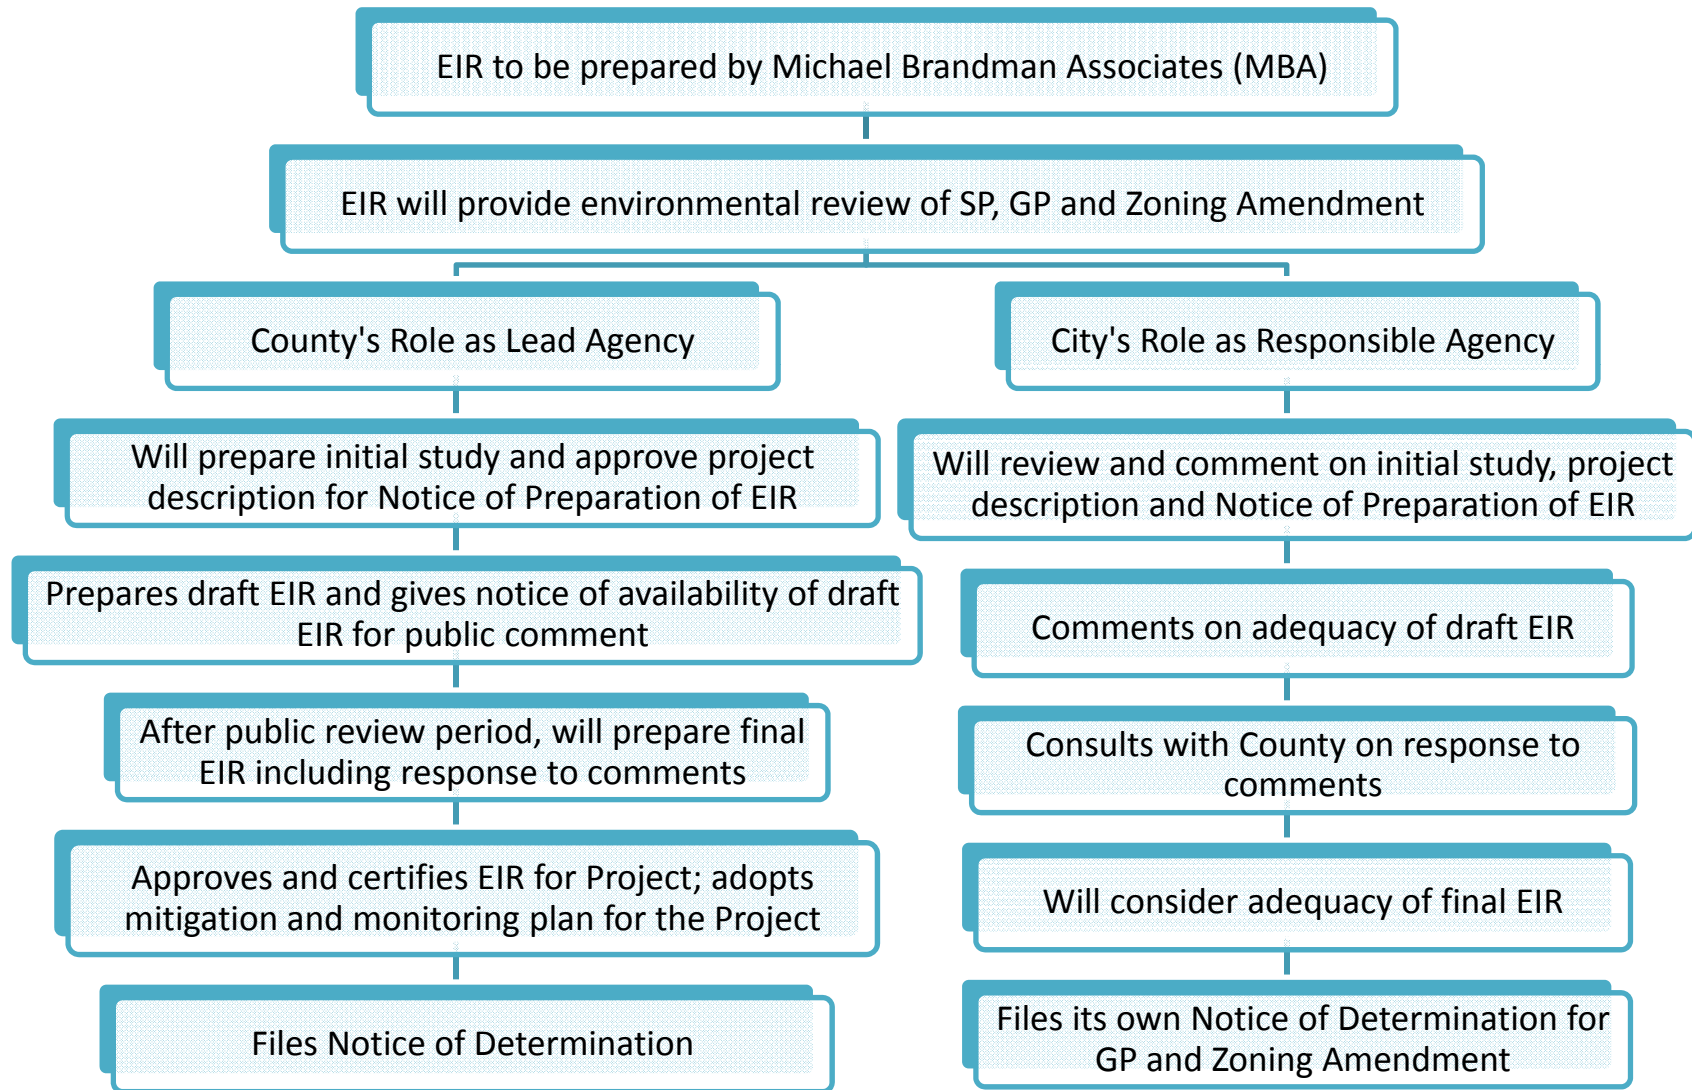 EIR to be prepared by Michael Brandman Associates (MBA)
EIR will provide environmental review of SP, GP and Zoning Amendment
County's Role as Lead Agency
Will prepare initial study and approve project
description for Notice of Preparation of EIR
Prepares draft EIR and gives notice of availability of draft
EIR for public comment
After public review period, will prepare final
EIR including response to comments
Approves and certifies EIR for Project; adopts
mitigation and monitoring plan for the Project
Files Notice of Determination
City's Role as Responsible Agency
Will review and comment on initial study, project
description and Notice of Preparation of EIR
Comments on adequacy of draft EIR
Consults with County on response to
comments
Will consider adequacy of final EIR
Files its own Notice of Determination for
GP and Zoning Amendment